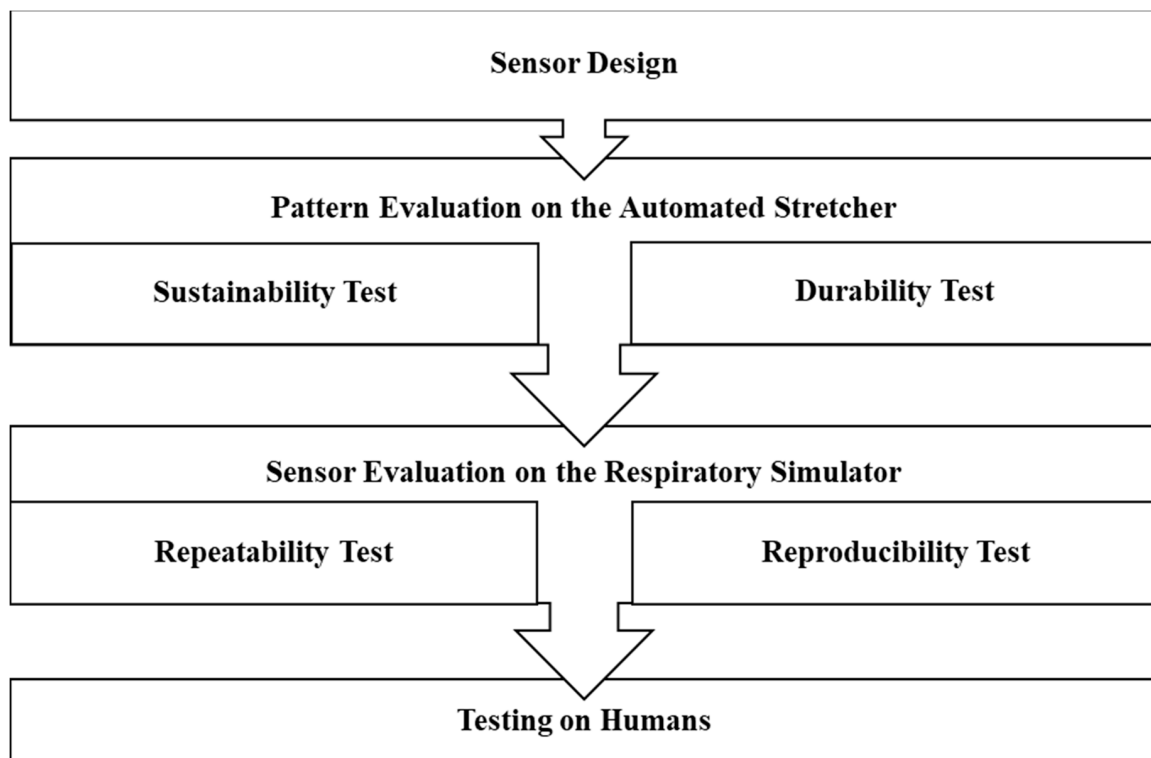 Sensor Design
Pattern Evaluation on the Automated Stretcher
Sustainability Test
Durability Test
Sensor Evaluation on the Respiratory Simulator
Repeatability Test
Reproducibility Test
Testing on Humans